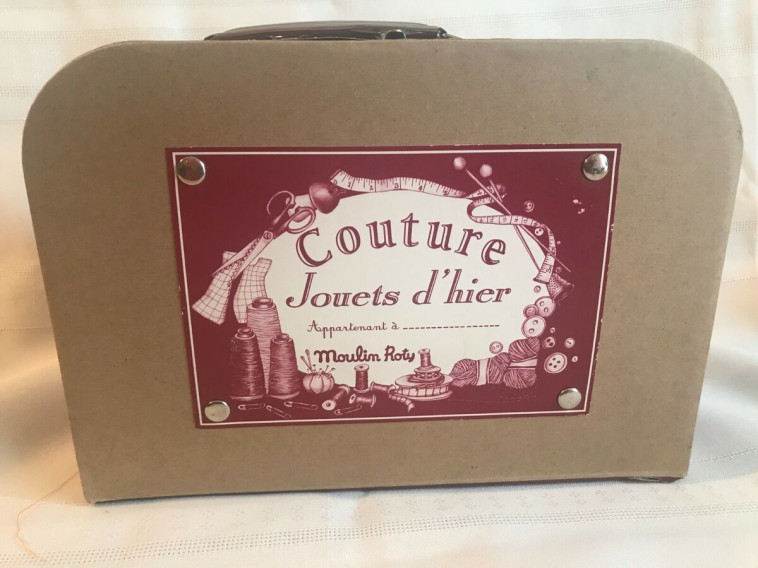 Couture
Jouets d'hier
Appartenant à ----------------
Moulin Roty